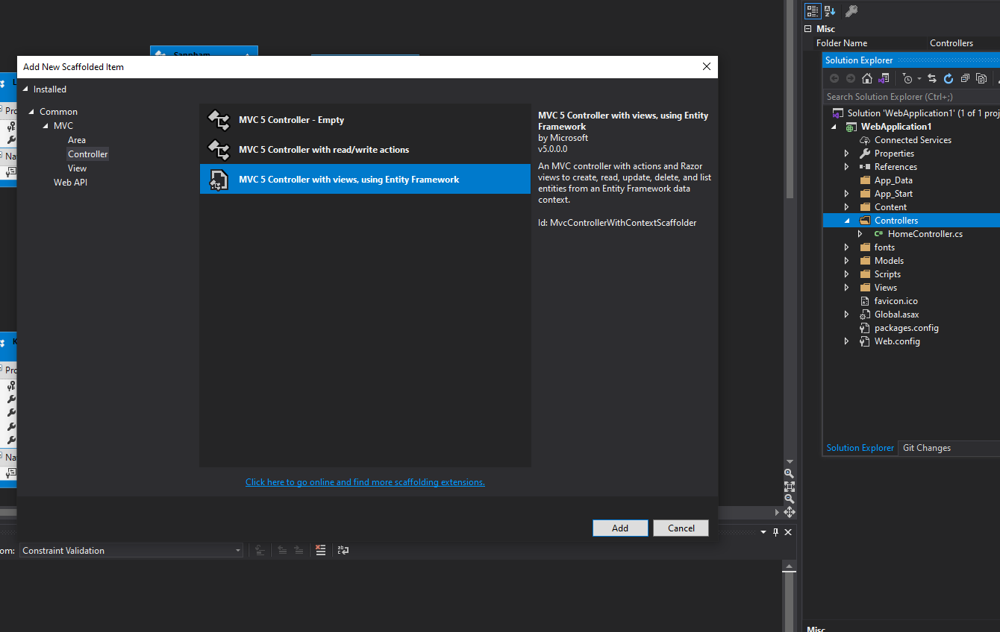 Misc
Folder Name Controllers
Solution Explorer
Search Solution Explorer (Ctrl+;)
Solution 'WebApplication1' (1 of 1 proj
WebApplication1
Connected Services
Properties
References
App_Data
App_Start
Content
Controllers
C# HomeController.cs
fonts
Models
Scripts
Views
favicon.ico
Global.asax
packages.config
Web.config
Solution Explorer Git Changes
Add New Scaffolded Item
Installed
Common
MVC
Area
Controller
View
Web API
MVC 5 Controller - Empty
MVC 5 Controller with read/write actions
MVC 5 Controller with views, using Entity Framework
MVC 5 Controller with views, using Entity
Framework
by Microsoft
v5.0.0.0
An MVC controller with actions and Razor
views to create, read, update, delete, and list
entities from an Entity Framework data
context.
Id: MvcControllerWithContextScaffolder
Click here to go online and find more scaffolding extensions.
Add Cancel
Pro
Na
K
Pro
Na
om: Constraint Validation
Misc